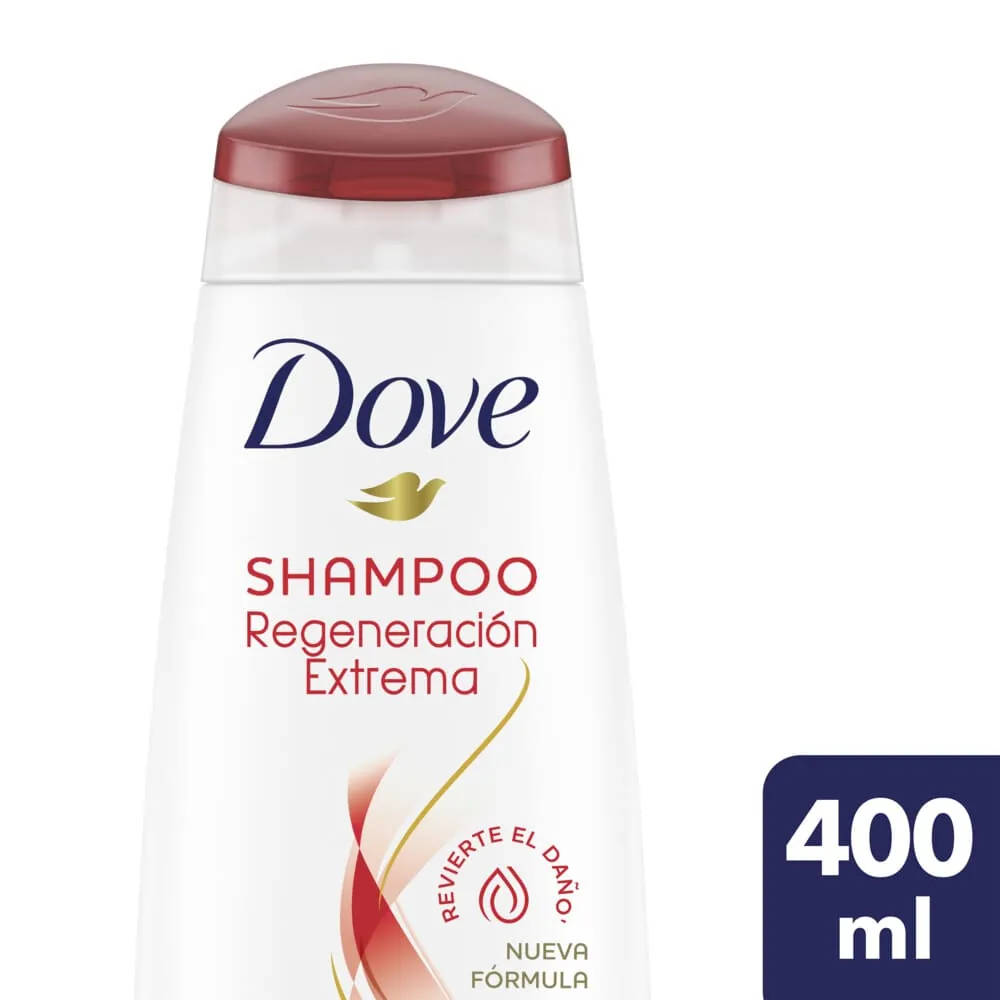 Dove
SHAMPOO
Regeneración
Extrema
REVIERTE EL DAÑO,
NUEVA
FÓRMULA
400
ml